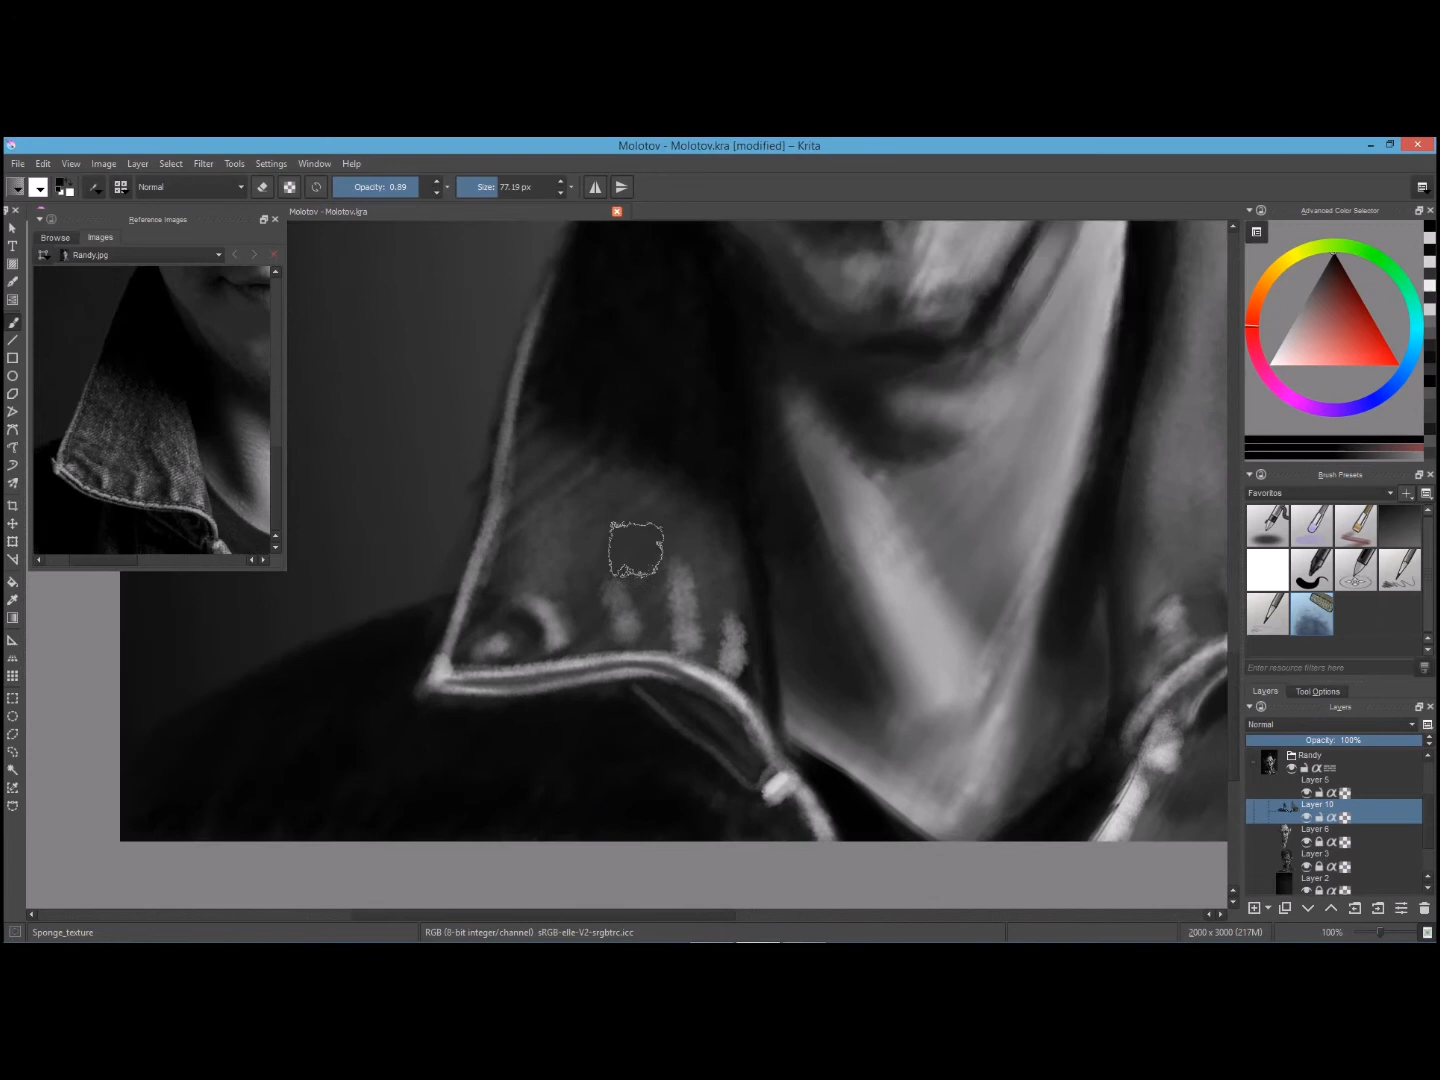 Molotov - Molotov.kra [modified] – Krita
File Edit View Image Layer Select Filter Tools Settings Window Help
Normal Opacity: 0.89 Size: 77.19 px
Reference Images
Molotov - Molotov.kra
Advanced Color Selector
Browse Images
Randy.jpg
Brush Presets
Favorites
Enter resource filters here
Layers Tool Options
Layers
Normal
Opacity: 100%
Randy
Layer 5
Layer 10
Layer 6
Layer 3
Layer 2
Sponge_texture RGB (8-bit integer/channel) sRGB-elle-V2-srgbtrc.icc 2000 x 3000 (217M) 100%